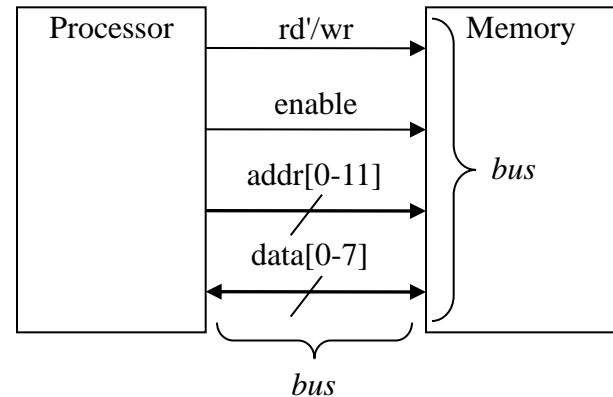 Processor
rd'/wr
Memory
enable
bus
addr[0-11]
data[0-7]
bus